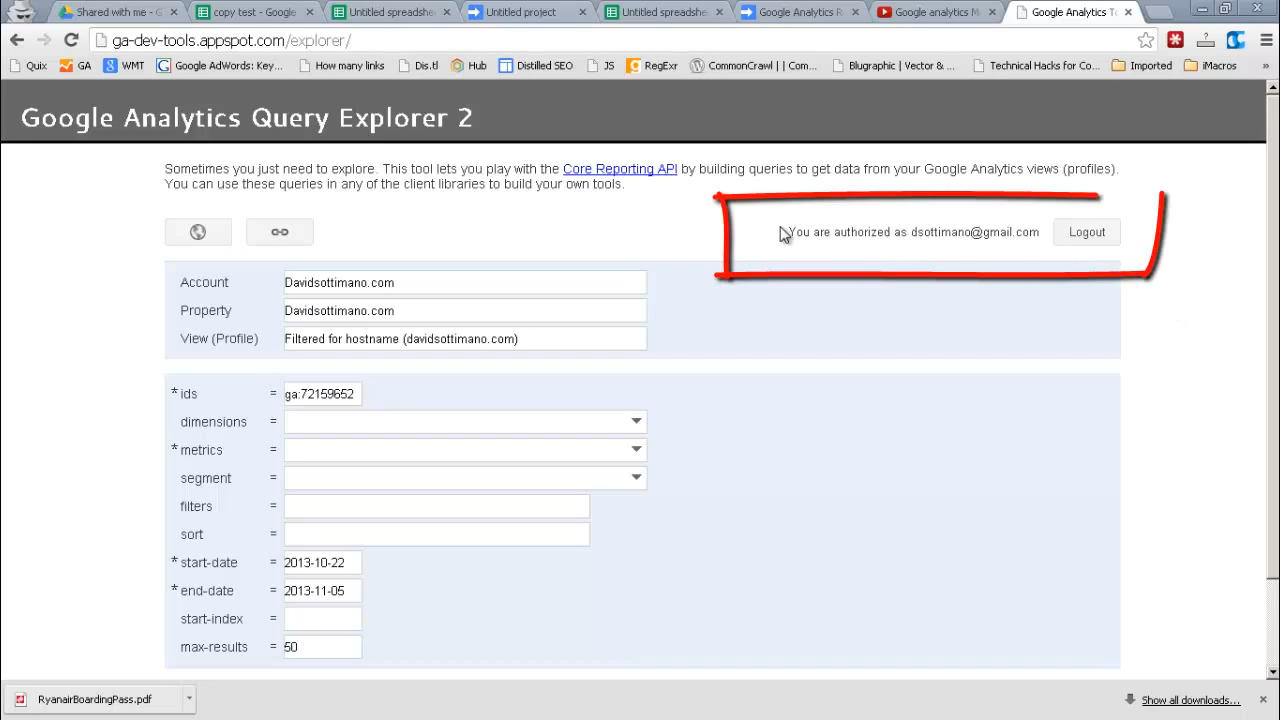 Shared with me - G
copy test - Google
Untitled spreadshe
Untitled project
Untitled spreadshe
Google Analytics R
Google analytics M
Google Analytics T
ga-dev-tools.appspot.com/explorer/
Quix
GA
WMT
Google AdWords: Key...
How many links
Dis.tl
Hub
Distilled SEO
JS
RegExr
CommonCrawl | [Com...
Blugraphic | Vector & ...
Technical Hacks for Co...
Imported
iMacros
»
Google Analytics Query Explorer 2
Sometimes you just need to explore. This tool lets you play with the Core Reporting API by building queries to get data from your Google Analytics views (profiles).
You can use these queries in any of the client libraries to build your own tools.
You are authorized as dsottimano@gmail.com Logout
Account Davidsottimano.com
Property Davidsottimano.com
View (Profile) Filtered for hostname (davidsottimano.com)
* ids = ga:72159652
dimensions =
* metrics =
segment =
filters =
sort =
* start-date = 2013-10-22
* end-date = 2013-11-05
start-index =
max-results = 50
RyanairBoardingPass.pdf
Show all downloads...